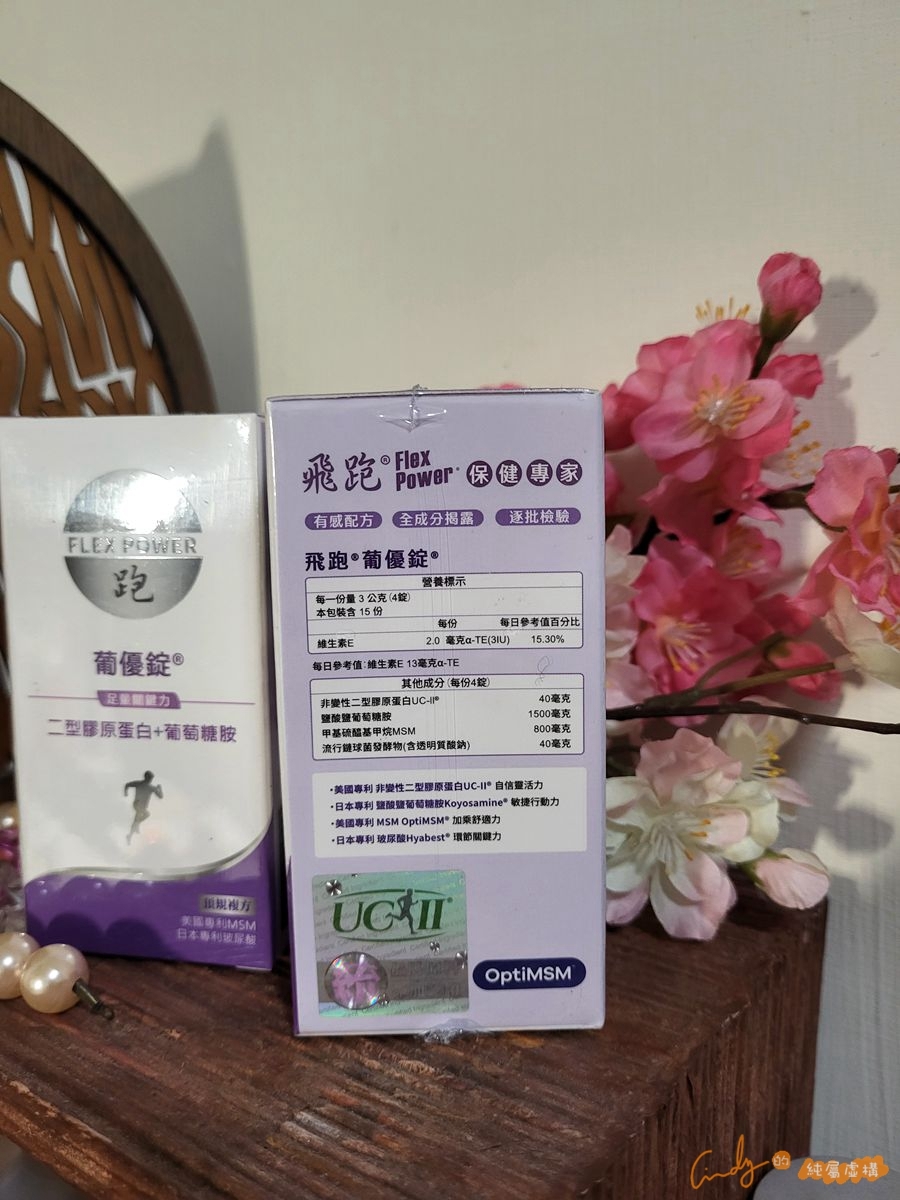 FLEX POWER
跑
葡優錠®
足量關鍵力
二型膠原蛋白+葡萄糖胺
頂規複方
美國專利MSM
日本專利玻尿酸
飛跑® Flex Power® 保健專家
有感配方 全成分揭露 逐批檢驗
飛跑®葡優錠®
營養標示
每一份量 3 公克(4錠)
本包裝含 15 份
每份 每日參考值百分比
維生素E 2.0 毫克α-TE(3IU) 15.30%
每日參考值:維生素E 13毫克α-TE
其他成分(每份4錠)
非變性二型膠原蛋白UC-II® 40毫克
鹽酸鹽葡萄糖胺 1500毫克
甲基硫醯基甲烷MSM 800毫克
流行鏈球菌發酵物(含透明質酸鈉) 40毫克
·美國專利 非變性二型膠原蛋白UC-II® 自信靈活力
·日本專利 鹽酸鹽葡萄糖胺Koyosamine® 敏捷行動力
·美國專利 MSM OptiMSM® 加乘舒適力
·日本專利 玻尿酸Hyabest® 環節關鍵力
UC-II®
OptiMSM®
Cindy的 純屬虛構